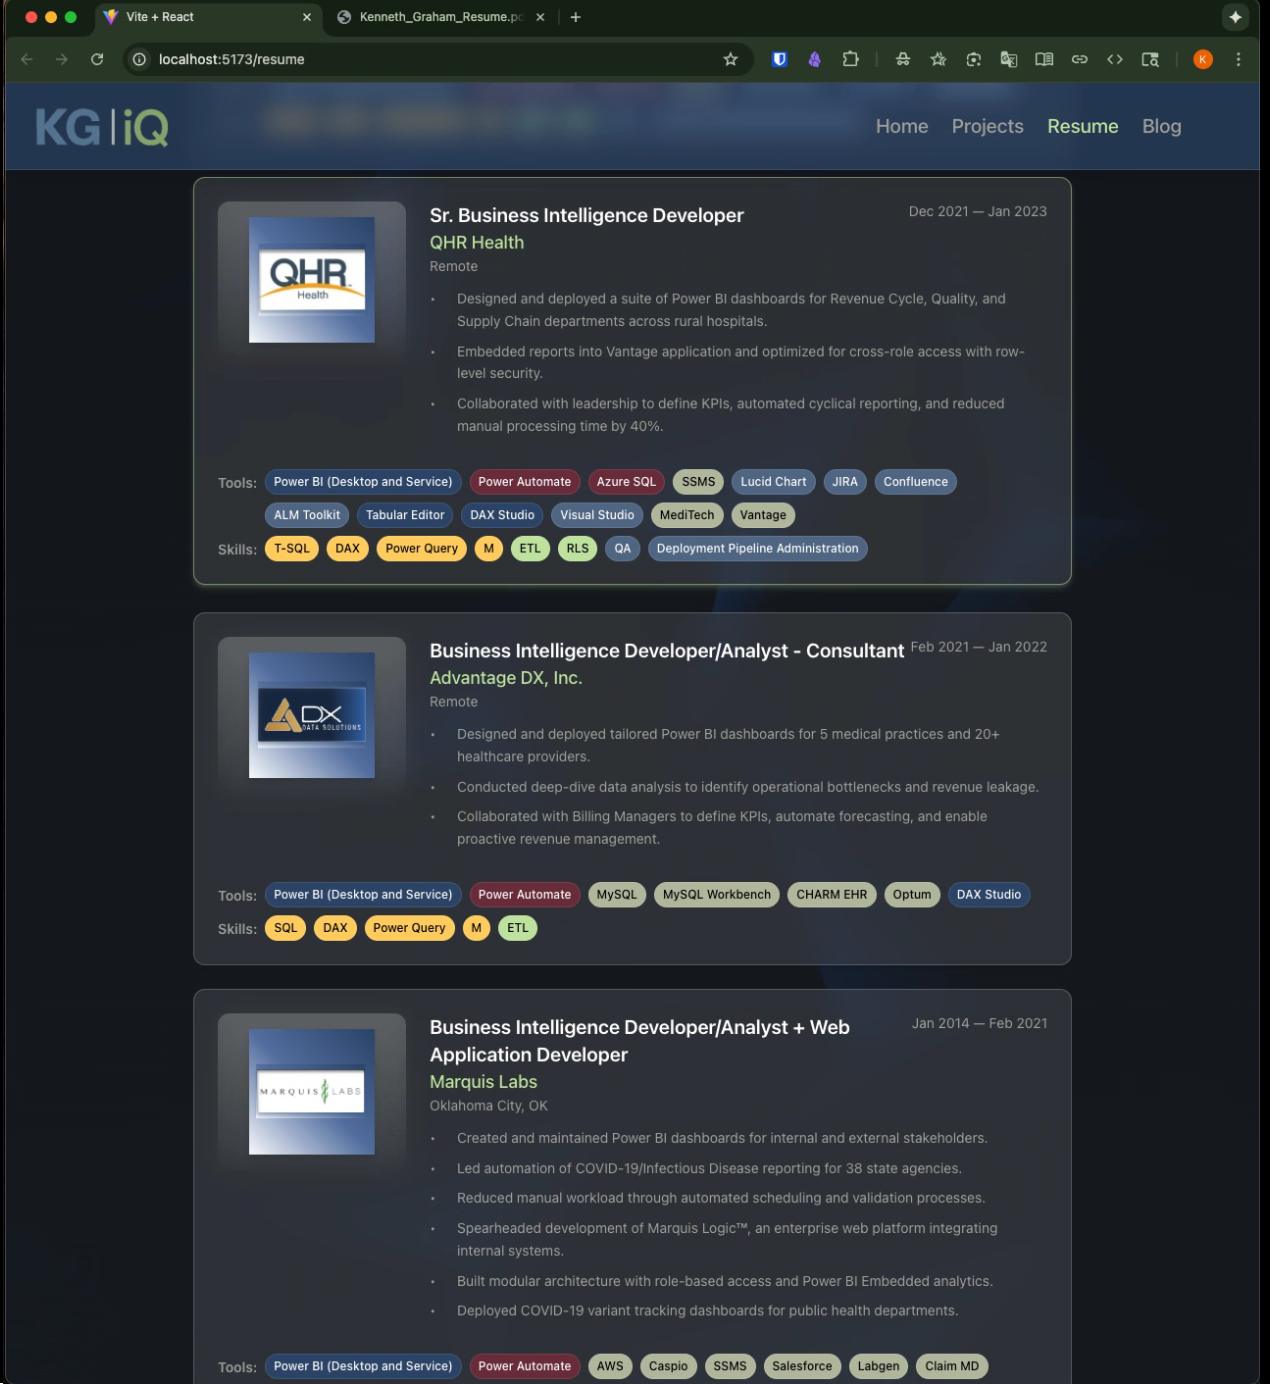 Vite + React
Kenneth_Graham_Resume.pd
localhost:5173/resume
K
KG|iQ
Home Projects Resume Blog
QHR
Health
Sr. Business Intelligence Developer
Dec 2021 — Jan 2023
QHR Health
Remote
• Designed and deployed a suite of Power BI dashboards for Revenue Cycle, Quality, and
Supply Chain departments across rural hospitals.
• Embedded reports into Vantage application and optimized for cross-role access with row-
level security.
• Collaborated with leadership to define KPIs, automated cyclical reporting, and reduced
manual processing time by 40%.
Tools: Power BI (Desktop and Service) Power Automate Azure SQL SSMS Lucid Chart JIRA Confluence
ALM Toolkit Tabular Editor DAX Studio Visual Studio MediTech Vantage
Skills: T-SQL DAX Power Query M ETL RLS QA Deployment Pipeline Administration
DX
DATA SOLUTIONS
Business Intelligence Developer/Analyst - Consultant
Feb 2021 — Jan 2022
Advantage DX, Inc.
Remote
• Designed and deployed tailored Power BI dashboards for 5 medical practices and 20+
healthcare providers.
• Conducted deep-dive data analysis to identify operational bottlenecks and revenue leakage.
• Collaborated with Billing Managers to define KPIs, automate forecasting, and enable
proactive revenue management.
Tools: Power BI (Desktop and Service) Power Automate MySQL MySQL Workbench CHARM EHR Optum DAX Studio
Skills: SQL DAX Power Query M ETL
MARQUIS LABS
Business Intelligence Developer/Analyst + Web
Application Developer
Jan 2014 — Feb 2021
Marquis Labs
Oklahoma City, OK
• Created and maintained Power BI dashboards for internal and external stakeholders.
• Led automation of COVID-19/Infectious Disease reporting for 38 state agencies.
• Reduced manual workload through automated scheduling and validation processes.
• Spearheaded development of Marquis Logic™, an enterprise web platform integrating
internal systems.
• Built modular architecture with role-based access and Power BI Embedded analytics.
• Deployed COVID-19 variant tracking dashboards for public health departments.
Tools: Power BI (Desktop and Service) Power Automate AWS Caspio SSMS Salesforce Labgen Claim MD